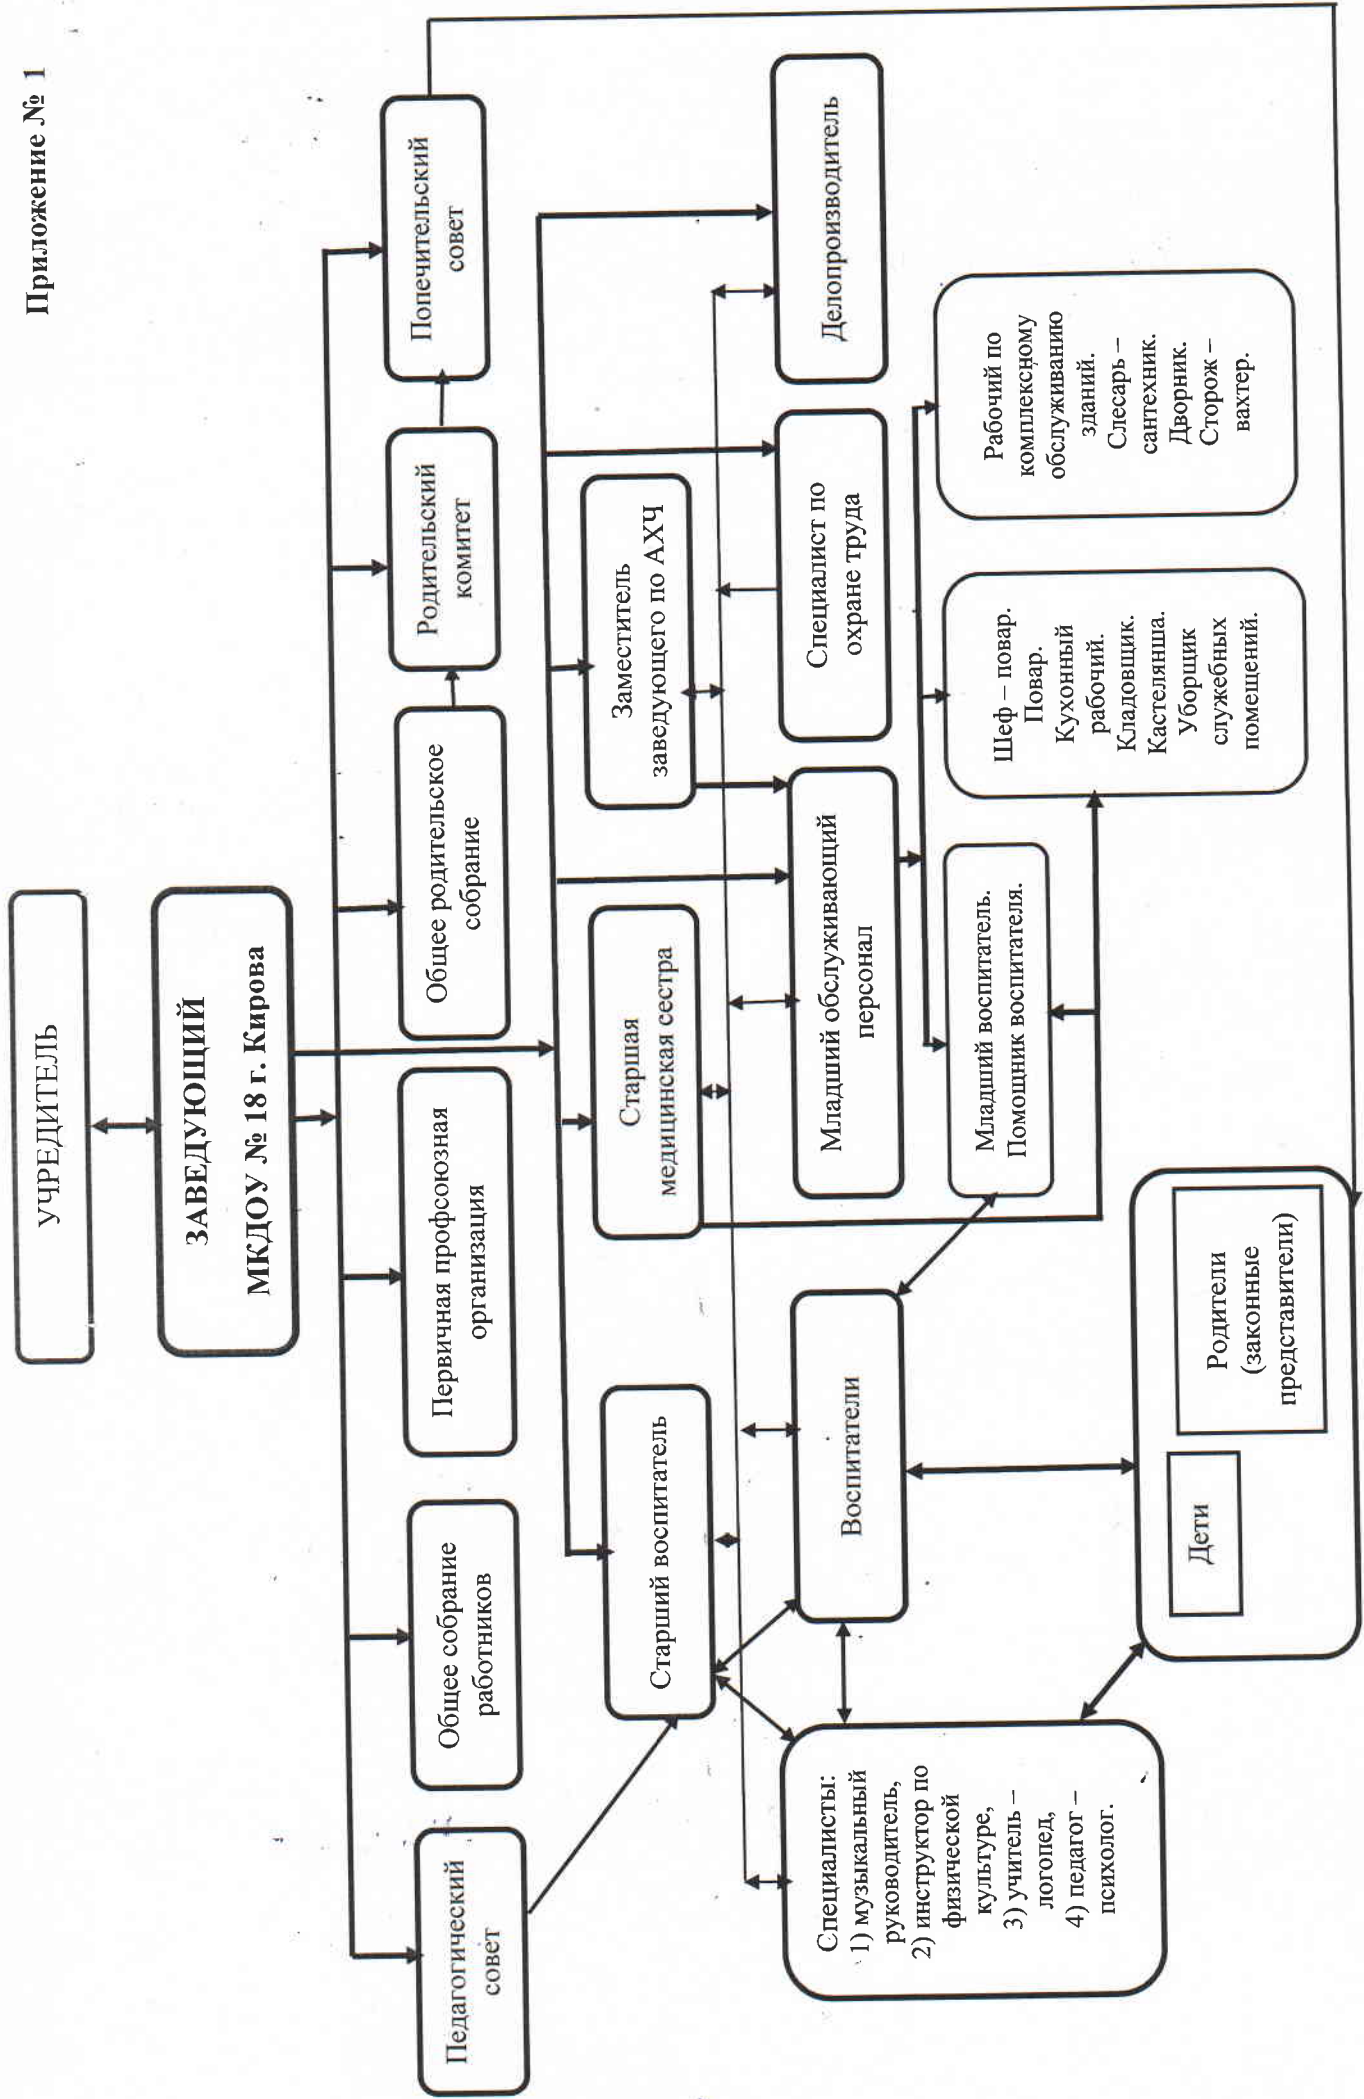 Приложение № 1
УЧРЕДИТЕЛЬ
ЗАВЕДУЮЩИЙ
МКДОУ № 18 г. Кирова
Педагогический
совет
Общее собрание
работников
Первичная профсоюзная
организация
Общее родительское
собрание
Родительский
комитет
Попечительский
совет
Старший воспитатель
Старшая
медицинская сестра
Заместитель
заведующего по АХЧ
Специалисты:
1) музыкальный
руководитель,
2) инструктор по
физической
культуре,
3) учитель –
логопед,
4) педагог –
психолог.
Воспитатели
Младший обслуживающий
персонал
Специалист по
охране труда
Делопроизводитель
Младший воспитатель.
Помощник воспитателя.
Шеф – повар.
Повар.
Кухонный
рабочий.
Кладовщик.
Кастелянша.
Уборщик
служебных
помещений.
Рабочий по
комплексному
обслуживанию
зданий.
Слесарь –
сантехник.
Дворник.
Сторож –
вахтер.
Дети
Родители
(законные
представители)